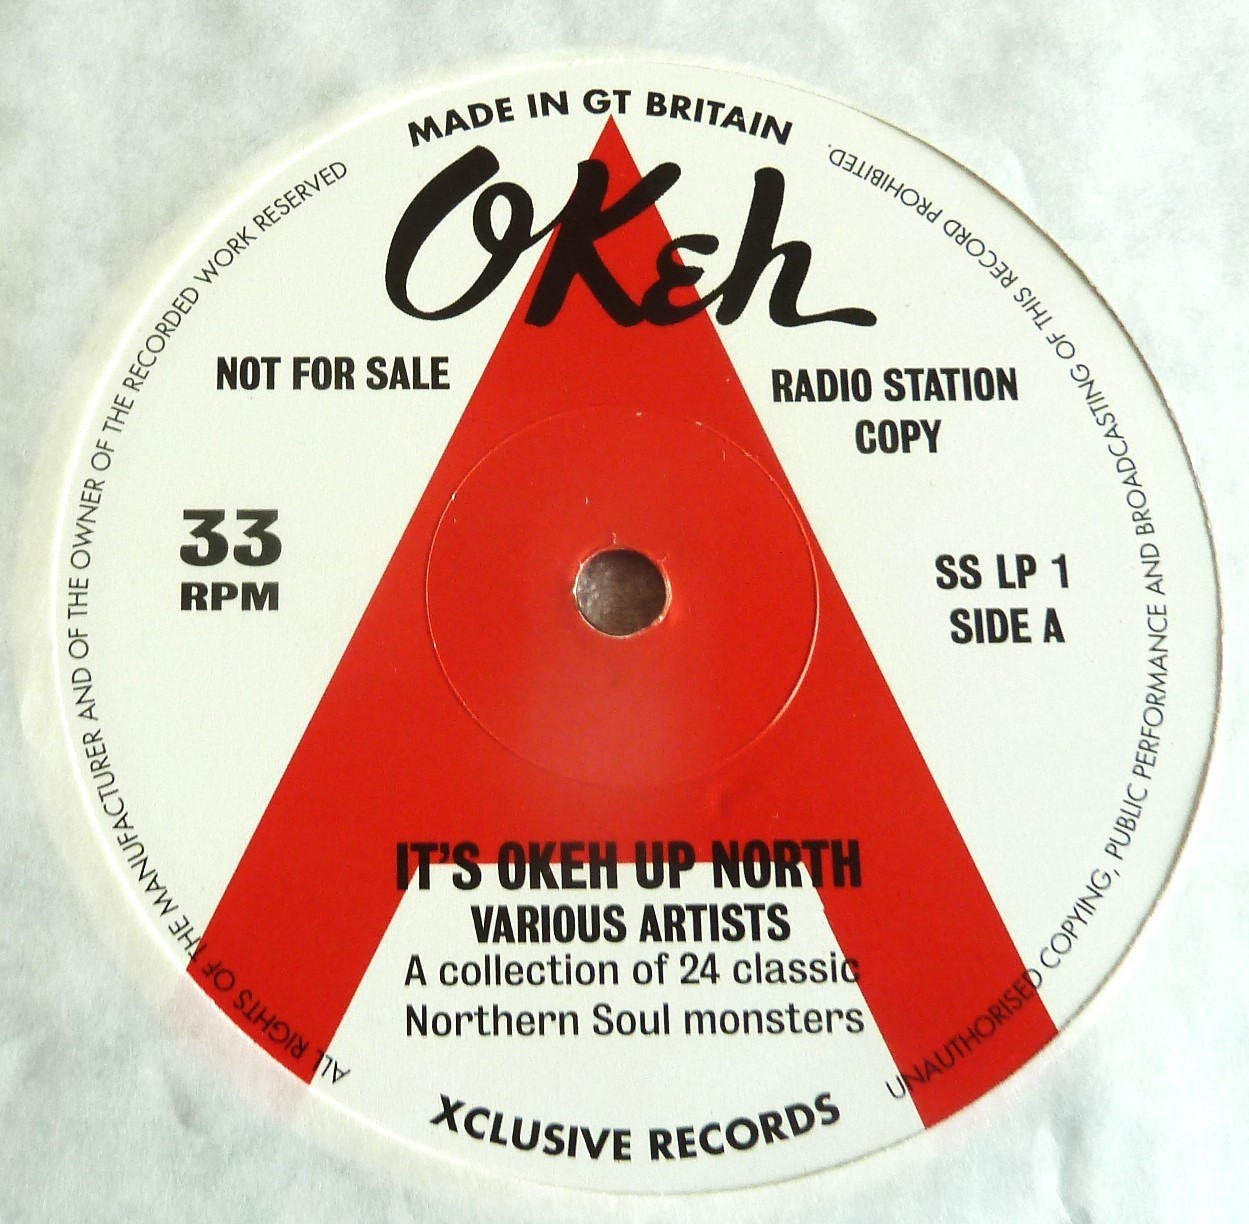 MADE IN GT BRITAIN
OKeh
NOT FOR SALE
RADIO STATION
COPY
33
RPM
SS LP 1
SIDE A
IT'S OKEH UP NORTH
VARIOUS ARTISTS
A collection of 24 classic
Northern Soul monsters
XCLUSIVE RECORDS
ALL RIGHTS OF THE MANUFACTURER AND OF THE OWNER OF THE RECORDED WORK RESERVED
UNAUTHORISED COPYING, PUBLIC PERFORMANCE AND BROADCASTING OF THIS RECORD PROHIBITED.